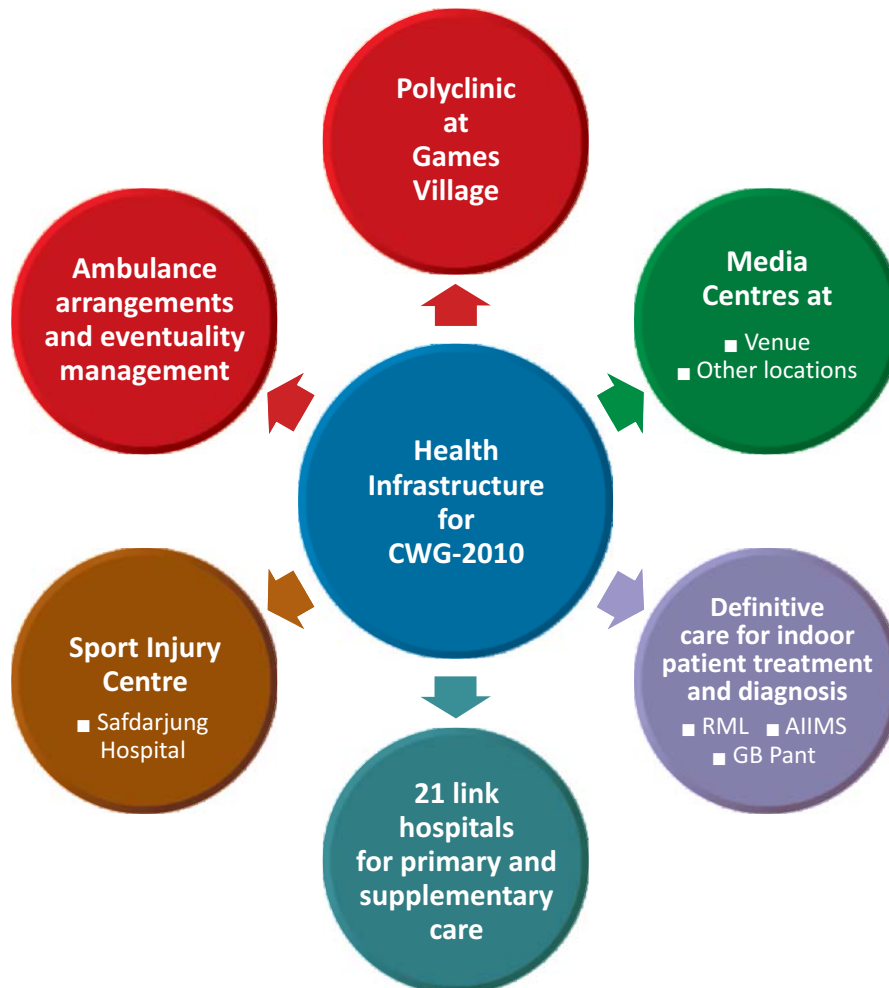 Polyclinic
at
Games
Village
Ambulance
arrangements
and eventuality
management
Media
Centres at
■ Venue
■ Other locations
Health
Infrastructure
for
CWG-2010
Sport Injury
Centre
■ Safdarjung
Hospital
Definitive
care for indoor
patient treatment
and diagnosis
■ RML ■ AIIMS
■ GB Pant
21 link
hospitals
for primary and
supplementary
care